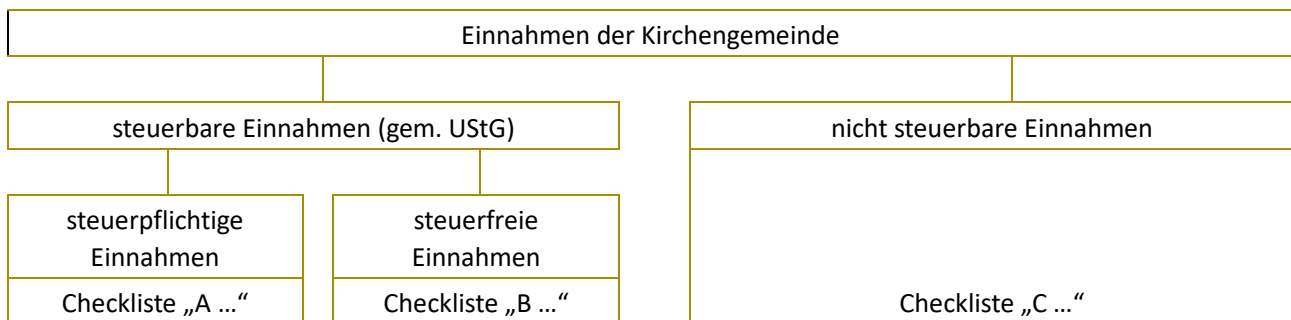 Einnahmen der Kirchengemeinde
steuerbare Einnahmen (gem. UStG)
nicht steuerbare Einnahmen
steuerpflichtige
Einnahmen
steuerfreie
Einnahmen
Checkliste „A …“
Checkliste „B …“
Checkliste „C …“